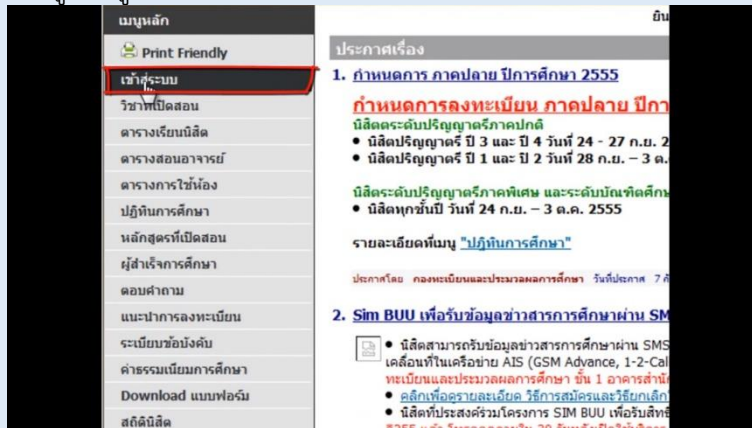 เมนูหลัก
Print Friendly
เข้าสู่ระบบ
วิชาที่เปิดสอน
ตารางเรียนนิสิต
ตารางสอนอาจารย์
ตารางการใช้ห้อง
ปฏิทินการศึกษา
หลักสูตรที่เปิดสอน
ผู้สำเร็จการศึกษา
ตอบคำถาม
แนะนำการลงทะเบียน
ระเบียบข้อบังคับ
ค่าธรรมเนียมการศึกษา
Download แบบฟอร์ม
สถิตินิสิต
ยิน
ประกาศเรื่อง
1. กำหนดการ ภาคปลาย ปีการศึกษา 2555
กำหนดการลงทะเบียน ภาคปลาย ปีกา
นิสิตระดับปริญญาตรีภาคปกติ
• นิสิตปริญญาตรี ปี 3 และ ปี 4 วันที่ 24 - 27 ก.ย. 2
• นิสิตปริญญาตรี ปี 1 และ ปี 2 วันที่ 28 ก.ย. – 3 ต.
นิสิตระดับปริญญาตรีภาคพิเศษ และระดับบัณฑิตศึกษ
• นิสิตทุกชั้นปี วันที่ 24 ก.ย. – 3 ต.ค. 2555
รายละเอียดที่เมนู "ปฏิทินการศึกษา"
ประกาศโดย กองทะเบียนและประมวลผลการศึกษา วันที่ประกาศ 7 กั
2. Sim BUU เพื่อรับข้อมูลข่าวสารการศึกษาผ่าน SM
• นิสิตสามารถรับข้อมูลข่าวสารการศึกษาผ่าน SMS
เคลื่อนที่ในเครือข่าย AIS (GSM Advance, 1-2-Cal
ทะเบียนและประมวลผลการศึกษา ชั้น 1 อาคารสำนั
• คลิกเพื่อดูรายละเอียด วิธีการสมัครและวิธียกเลิก
• นิสิตที่ประสงค์ร่วมโครงการ SIM BUU เพื่อรับสิทธิ